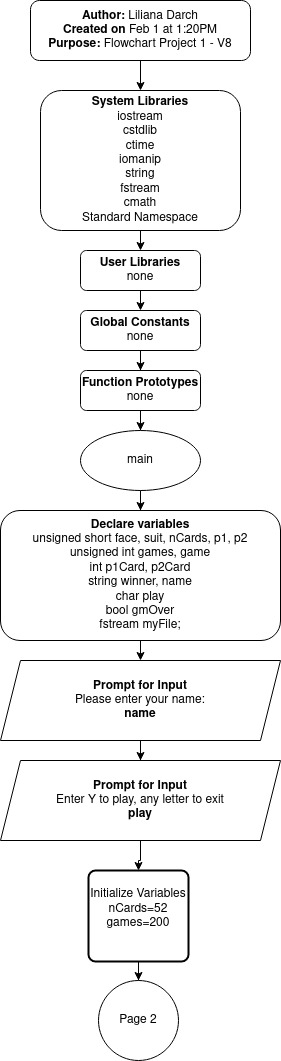 Author: Liliana Darch
Created on Feb 1 at 1:20PM
Purpose: Flowchart Project 1 - V8
System Libraries
iostream
cstdlib
ctime
iomanip
string
fstream
cmath
Standard Namespace
User Libraries
none
Global Constants
none
Function Prototypes
none
main
Declare variables
unsigned short face, suit, nCards, p1, p2
unsigned int games, game
int p1Card, p2Card
string winner, name
char play
bool gmOver
fstream myFile;
Prompt for Input
Please enter your name:
name
Prompt for Input
Enter Y to play, any letter to exit
play
Initialize Variables
nCards=52
games=200
Page 2